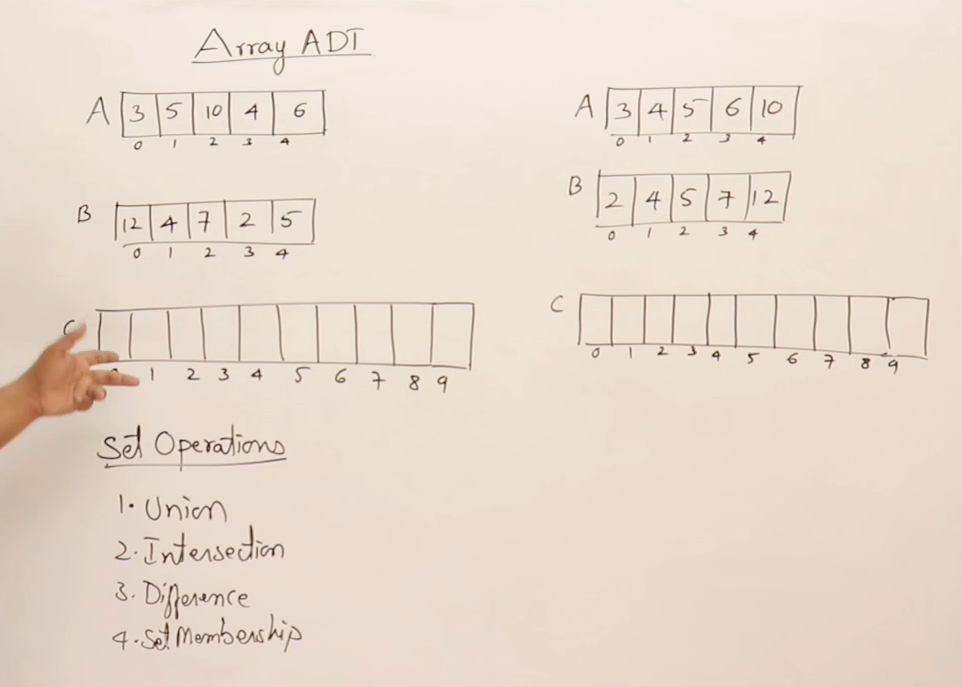 Array ADT
A 3 5 10 4 6
0 1 2 3 4
B 12 4 7 2 5
0 1 2 3 4
C
1 2 3 4 5 6 7 8 9
A 3 4 5 6 10
0 1 2 3 4
B 2 4 5 7 12
0 1 2 3 4
C
0 1 2 3 4 5 6 7 8 9
Set Operations
1. Union
2. Intersection
3. Difference
4. Set Membership